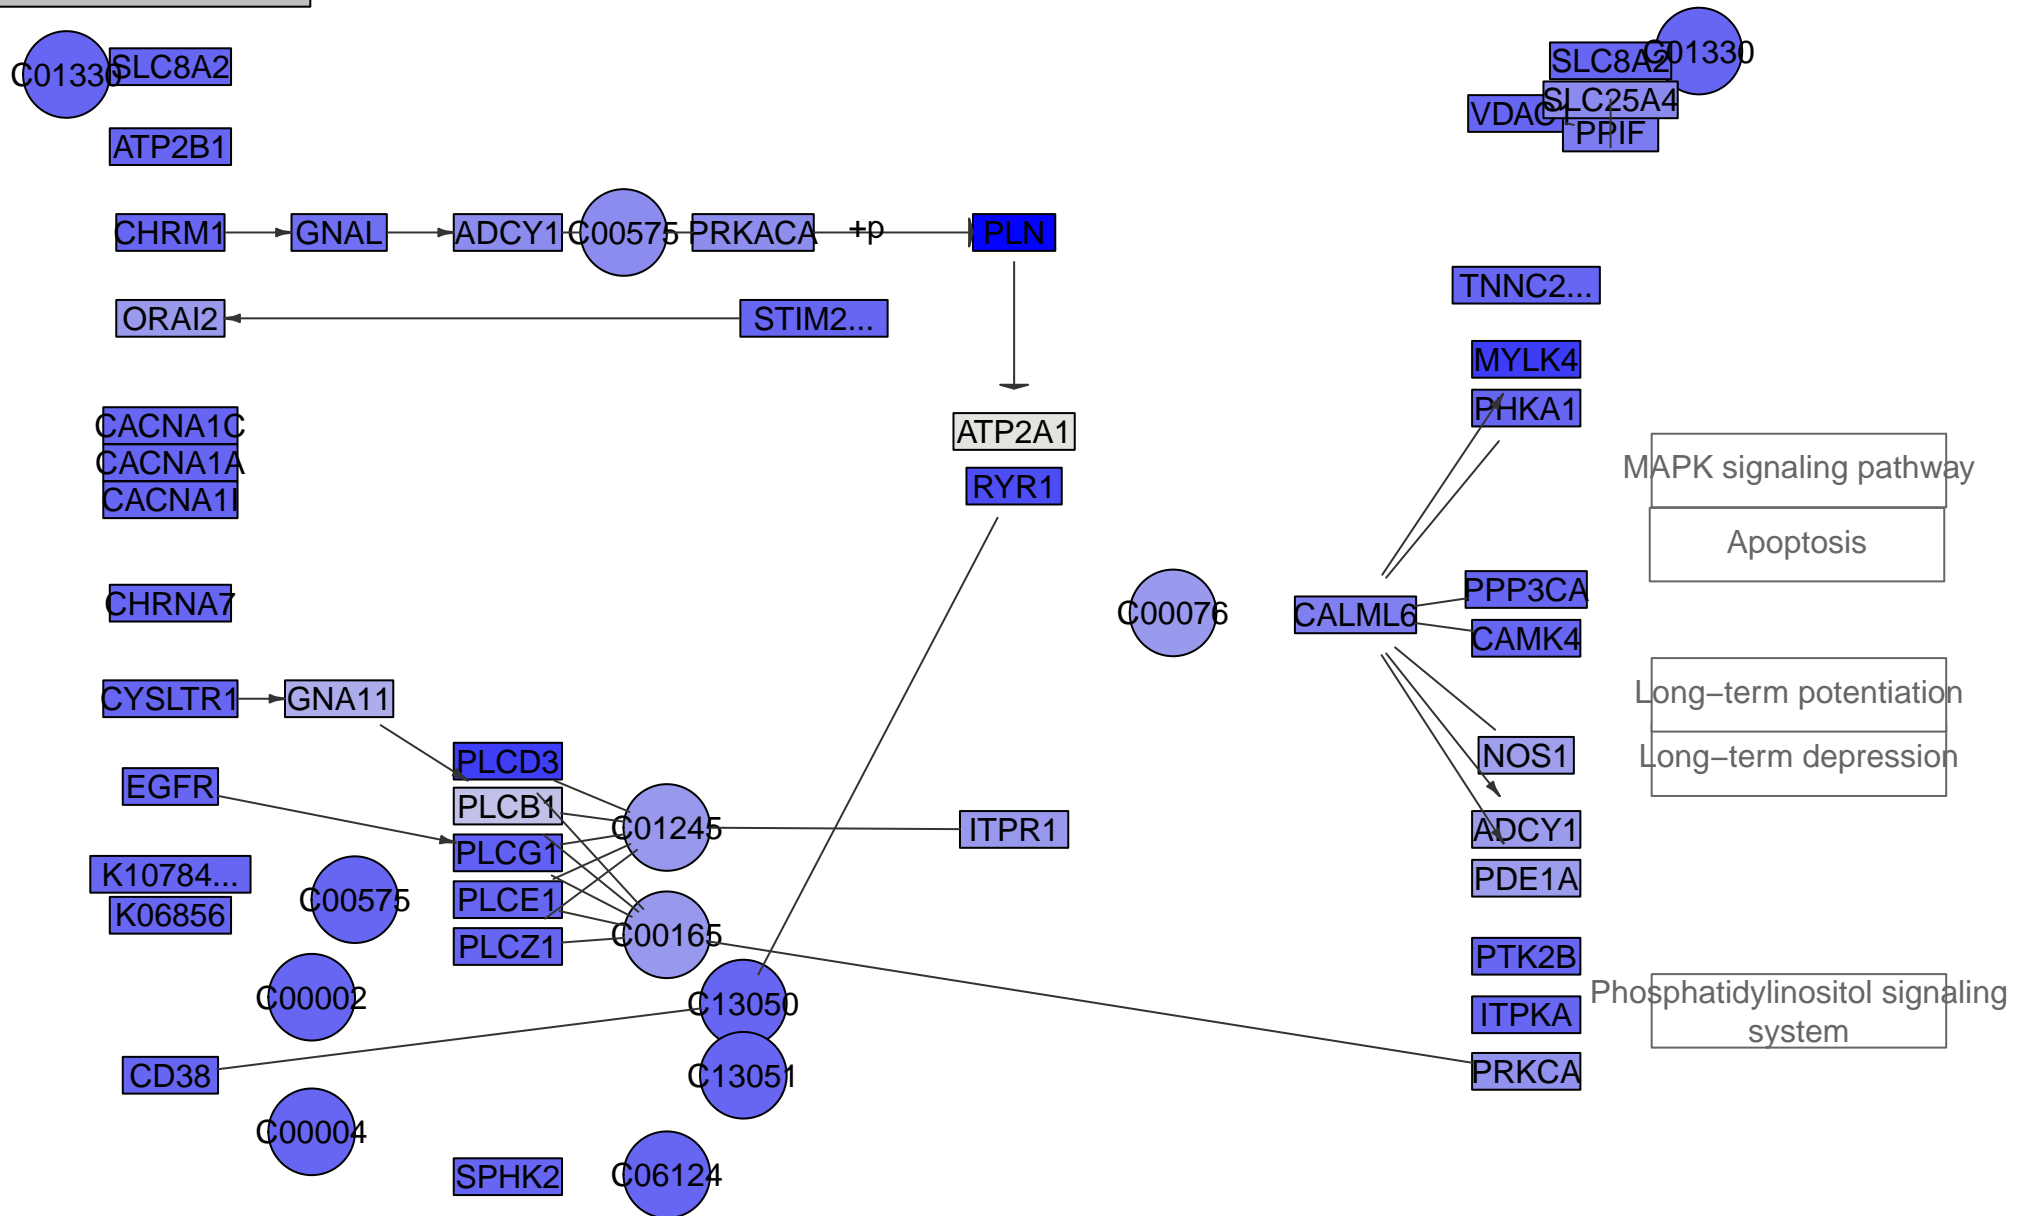 C01330
SLC8A2
SLC8A2
C01330
SLC25A4
VDAC1
PPIF
ATP2B1
CHRM1
GNAL
ADCY1
C00575
PRKACA
+p
PLN
TNNC2...
ORAI2
STIM2...
MYLK4
PHKA1
CACNA1C
CACNA1A
CACNA1I
ATP2A1
RYR1
MAPK signaling pathway
Apoptosis
CHRNA7
C00076
CALML6
PPP3CA
CAMK4
CYSLTR1
GNA11
Long–term potentiation
Long–term depression
NOS1
PLCD3
EGFR
PLCB1
C01245
ITPR1
ADCY1
PLCG1
K10784...
K06856
C00575
PLCE1
PDE1A
PLCZ1
C00165
PTK2B
C00002
C13050
ITPKA
Phosphatidylinositol signaling
system
CD38
C13051
PRKCA
C00004
SPHK2
C06124